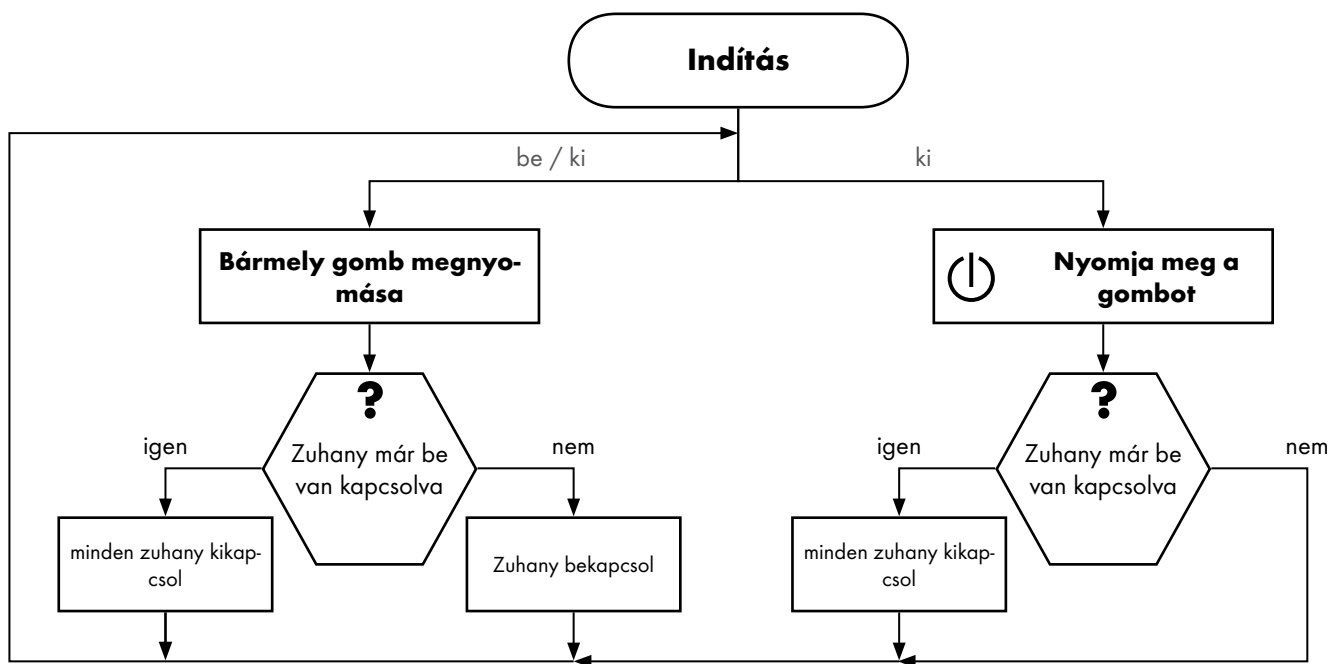 Indítás
be / ki
ki
Bármely gomb megnyo-
mása
Nyomja meg a
gombot
?
Zuhany már be
van kapcsolva
igen
nem
minden zuhany kikap-
csol
Zuhany bekapcsol
?
Zuhany már be
van kapcsolva
igen
nem
minden zuhany kikap-
csol